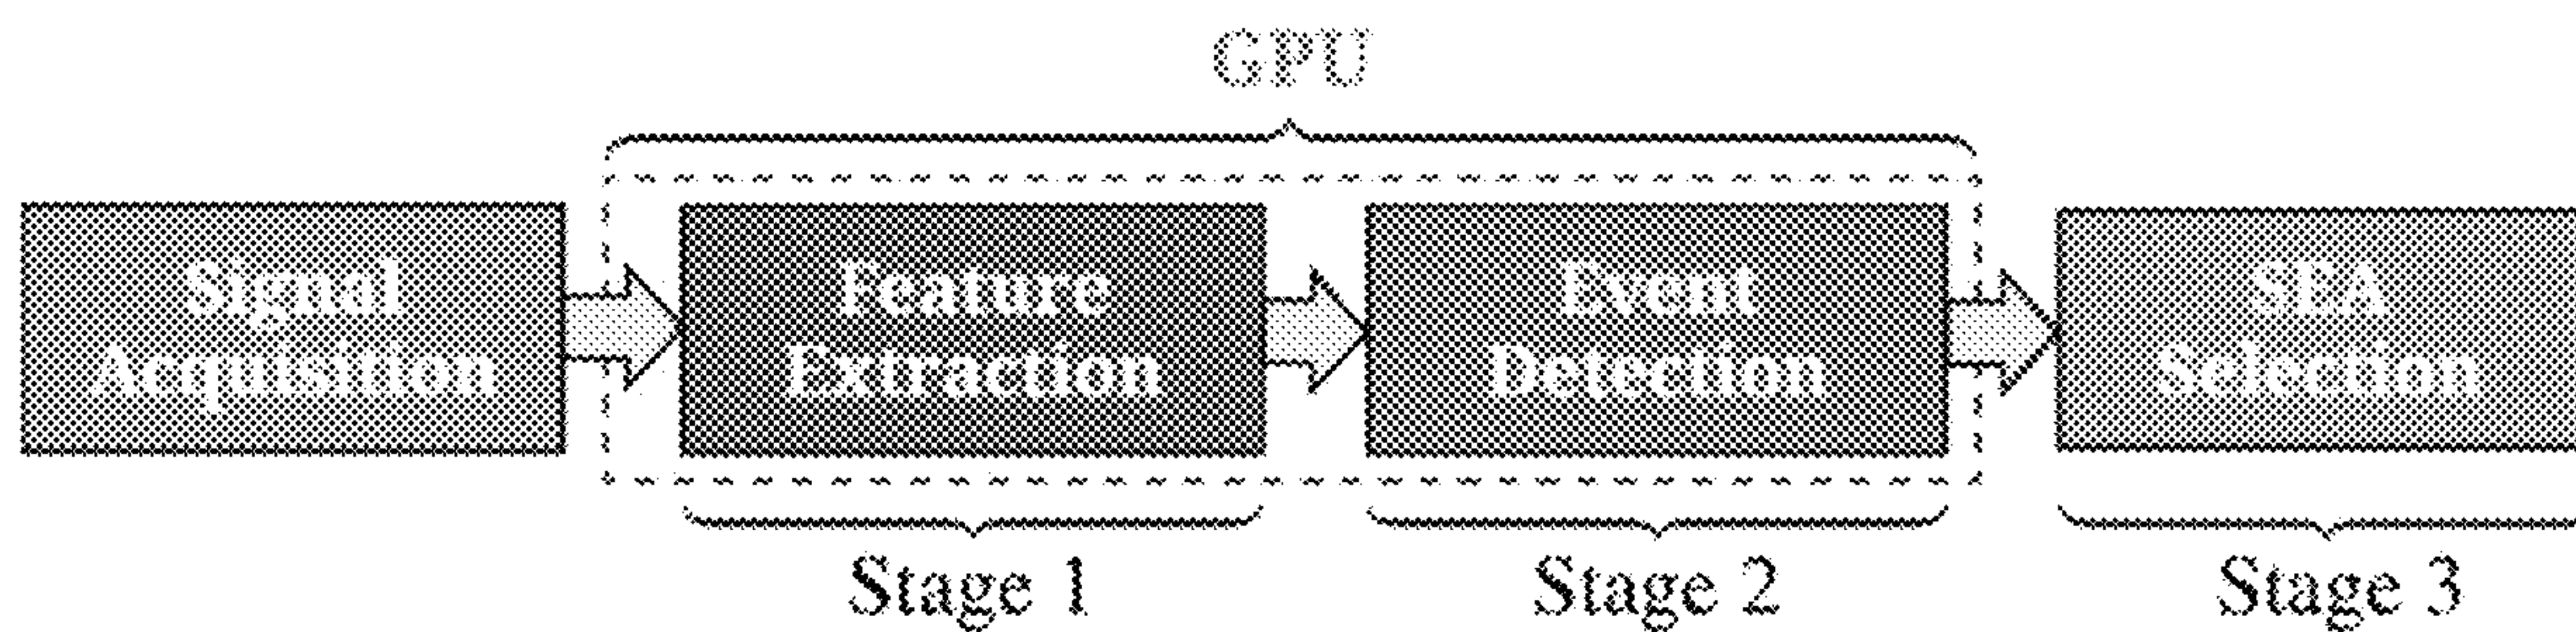 GPU
Signal
Acquisition
Feature
Extraction
Event
Detection
SEA
Selection
Stage 1
Stage 2
Stage 3